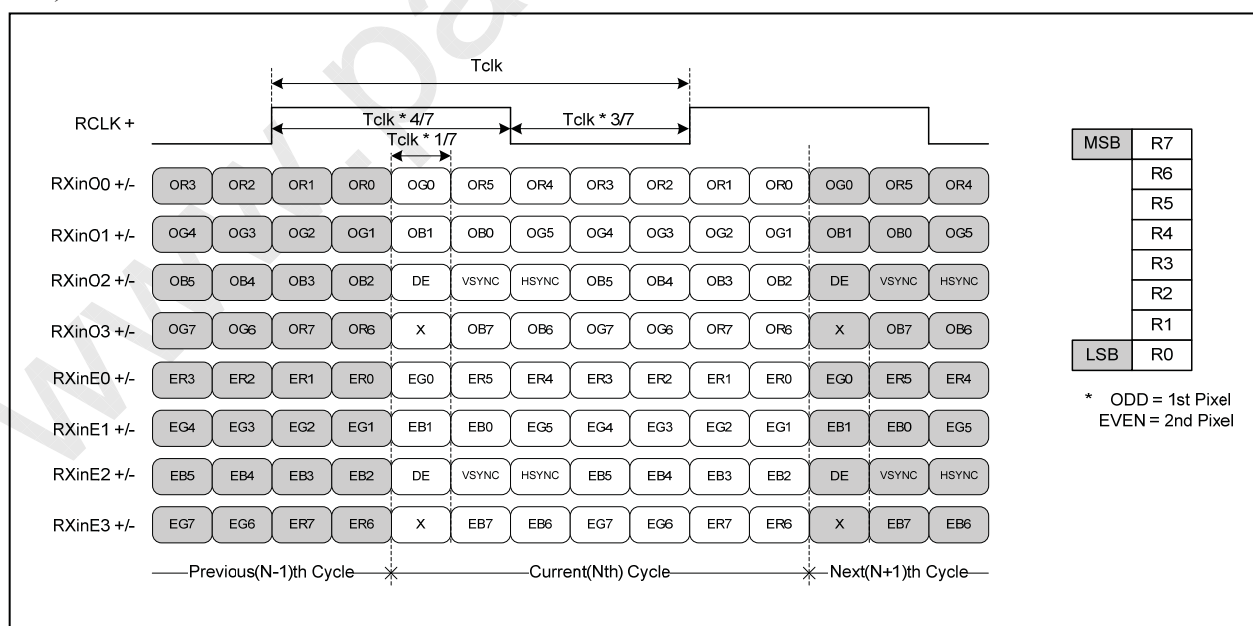 Tclk
RCLK +
Tclk * 4/7
Tclk * 3/7
Tclk * 1/7
RXinO0 +/- OR3 OR2 OR1 OR0 OG0 OR5 OR4 OR3 OR2 OR1 OR0 OG0 OR5 OR4
RXinO1 +/- OG4 OG3 OG2 OG1 OB1 OB0 OG5 OG4 OG3 OG2 OG1 OB1 OB0 OG5
RXinO2 +/- OB5 OB4 OB3 OB2 DE VSYNC HSYNC OB5 OB4 OB3 OB2 DE VSYNC HSYNC
RXinO3 +/- OG7 OG6 OR7 OR6 X OB7 OB6 OG7 OG6 OR7 OR6 X OB7 OB6
RXinE0 +/- ER3 ER2 ER1 ER0 EG0 ER5 ER4 ER3 ER2 ER1 ER0 EG0 ER5 ER4
RXinE1 +/- EG4 EG3 EG2 EG1 EB1 EB0 EG5 EG4 EG3 EG2 EG1 EB1 EB0 EG5
RXinE2 +/- EB5 EB4 EB3 EB2 DE VSYNC HSYNC EB5 EB4 EB3 EB2 DE VSYNC HSYNC
RXinE3 +/- EG7 EG6 ER7 ER6 X EB7 EB6 EG7 EG6 ER7 ER6 X EB7 EB6
Previous(N-1)th Cycle Current(Nth) Cycle Next(N+1)th Cycle
MSB R7
R6
R5
R4
R3
R2
R1
LSB R0
* ODD = 1st Pixel
EVEN = 2nd Pixel
www.pa